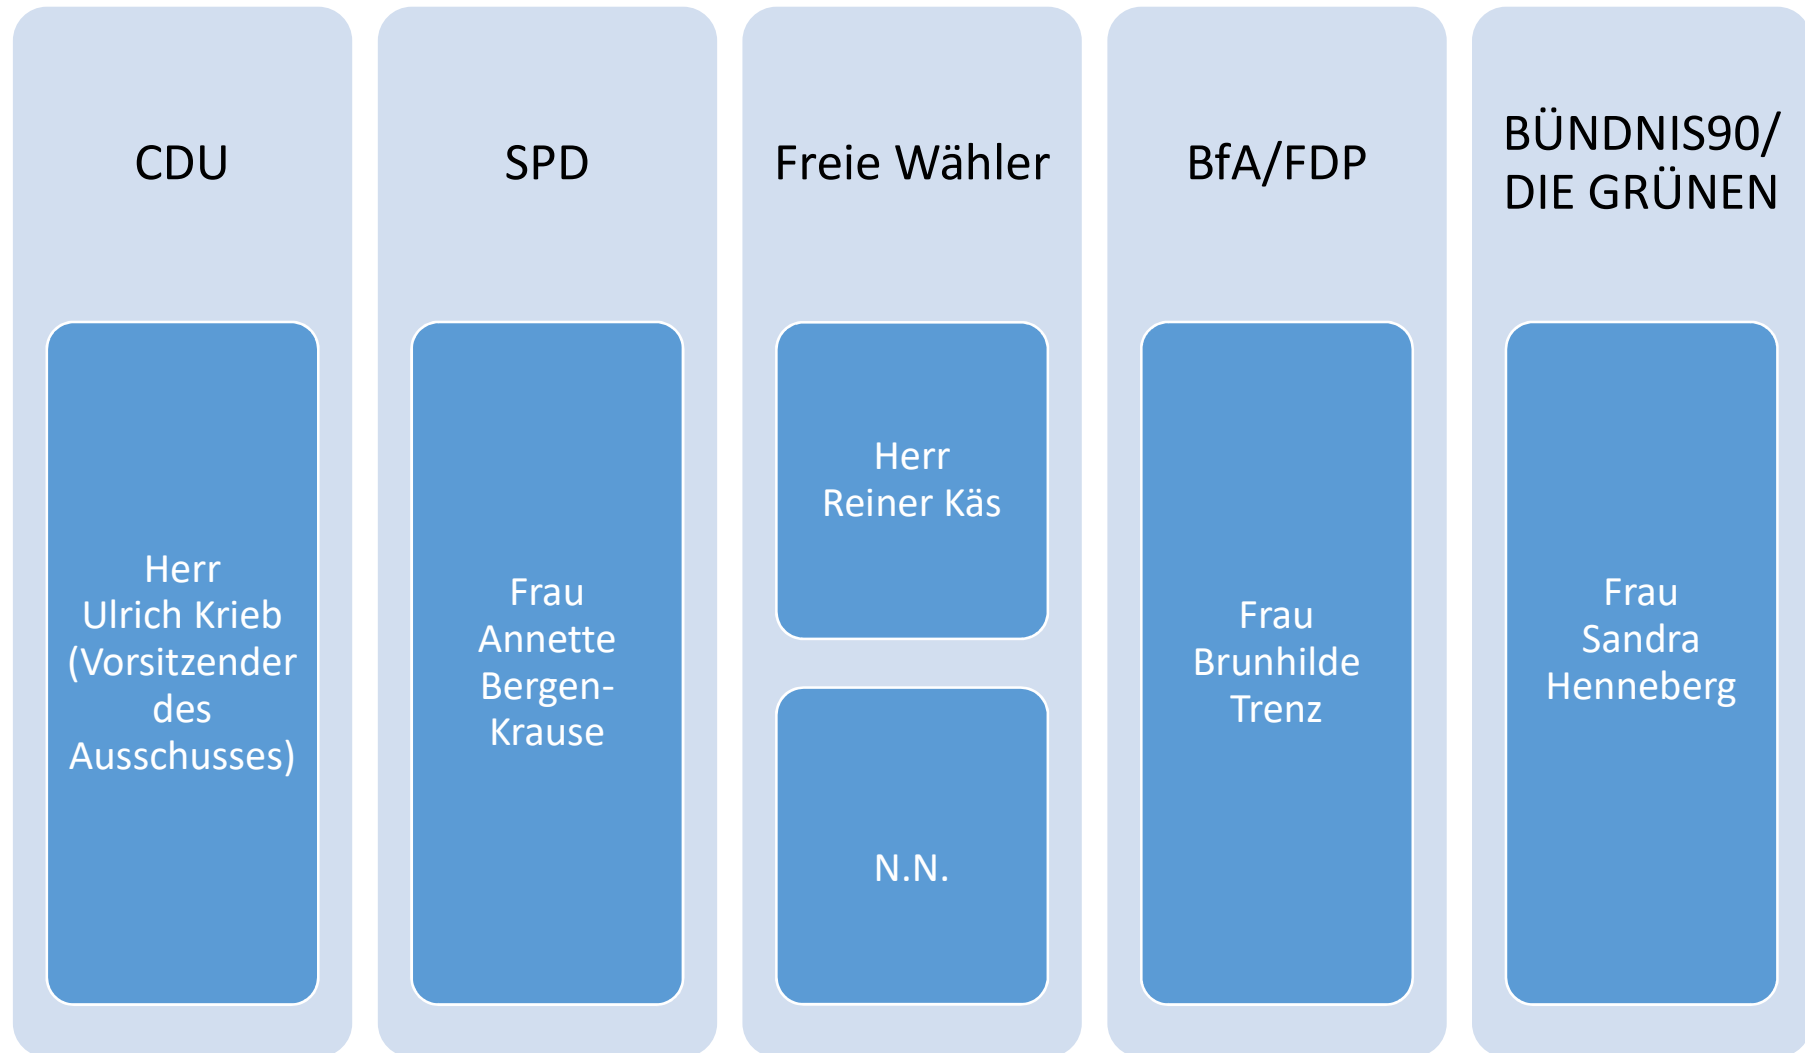 CDU
Herr
Ulrich Krieb
(Vorsitzender
des
Ausschusses)
SPD
Frau
Annette
Bergen-
Krause
Freie Wähler
Herr
Reiner Käs
N.N.
BfA/FDP
Frau
Brunhilde
Trenz
BÜNDNIS90/
DIE GRÜNEN
Frau
Sandra
Henneberg